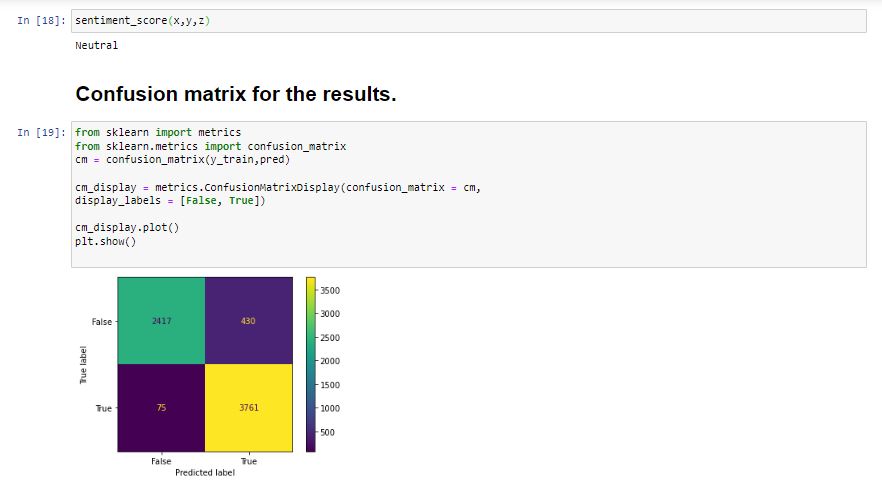 In [18]: sentiment_score(x,y,z)
Neutral
Confusion matrix for the results.
In [19]: from sklearn import metrics
from sklearn.metrics import confusion_matrix
cm = confusion_matrix(y_train,pred)
cm_display = metrics.ConfusionMatrixDisplay(confusion_matrix = cm,
display_labels = [False, True])
cm_display.plot()
plt.show()
False 2417 430
True 75 3761
True label
False True
Predicted label
3500
3000
2500
2000
1500
1000
500